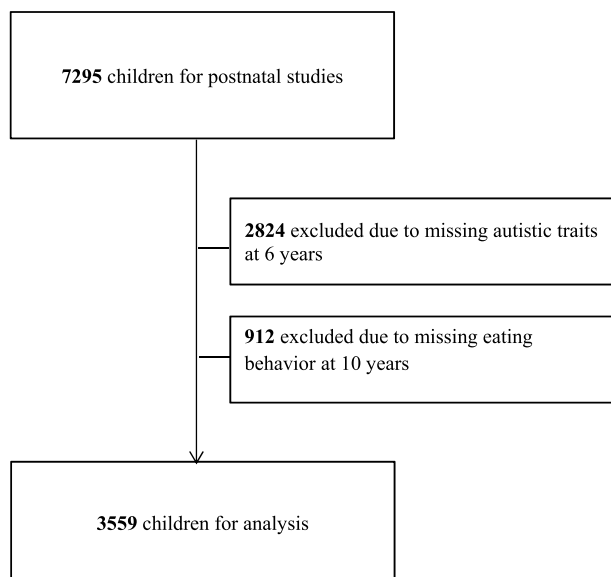 7295 children for postnatal studies
2824 excluded due to missing autistic traits
at 6 years
912 excluded due to missing eating
behavior at 10 years
3559 children for analysis